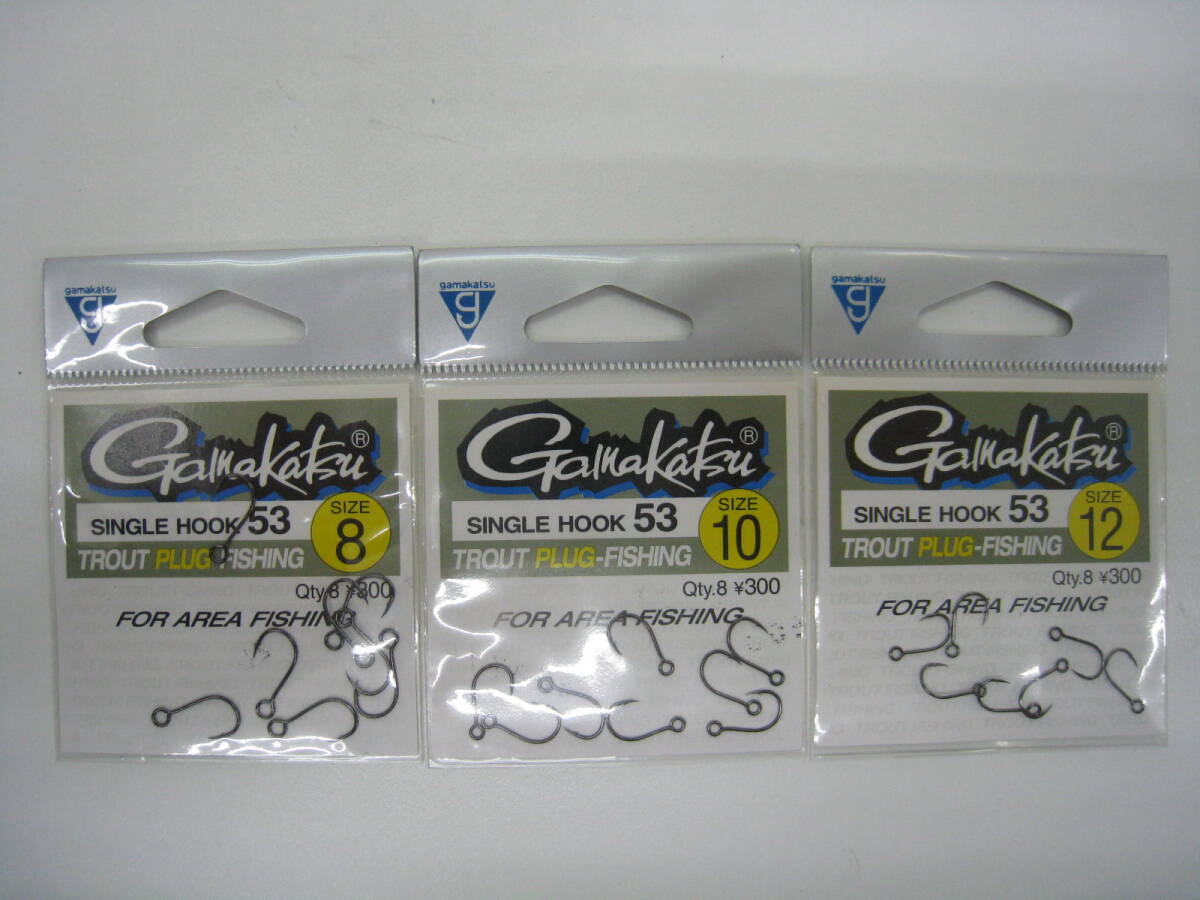 gamakatsu
g
Gamakatsu®
SINGLE HOOK 53
SIZE
8
TROUT PLUG-FISHING
Qty.8 ¥300
FOR AREA FISHING
gamakatsu
g
Gamakatsu®
SINGLE HOOK 53
SIZE
10
TROUT PLUG-FISHING
Qty.8 ¥300
FOR AREA FISHING
gamakatsu
g
Gamakatsu®
SINGLE HOOK 53
SIZE
12
TROUT PLUG-FISHING
Qty.8 ¥300
FOR AREA FISHING